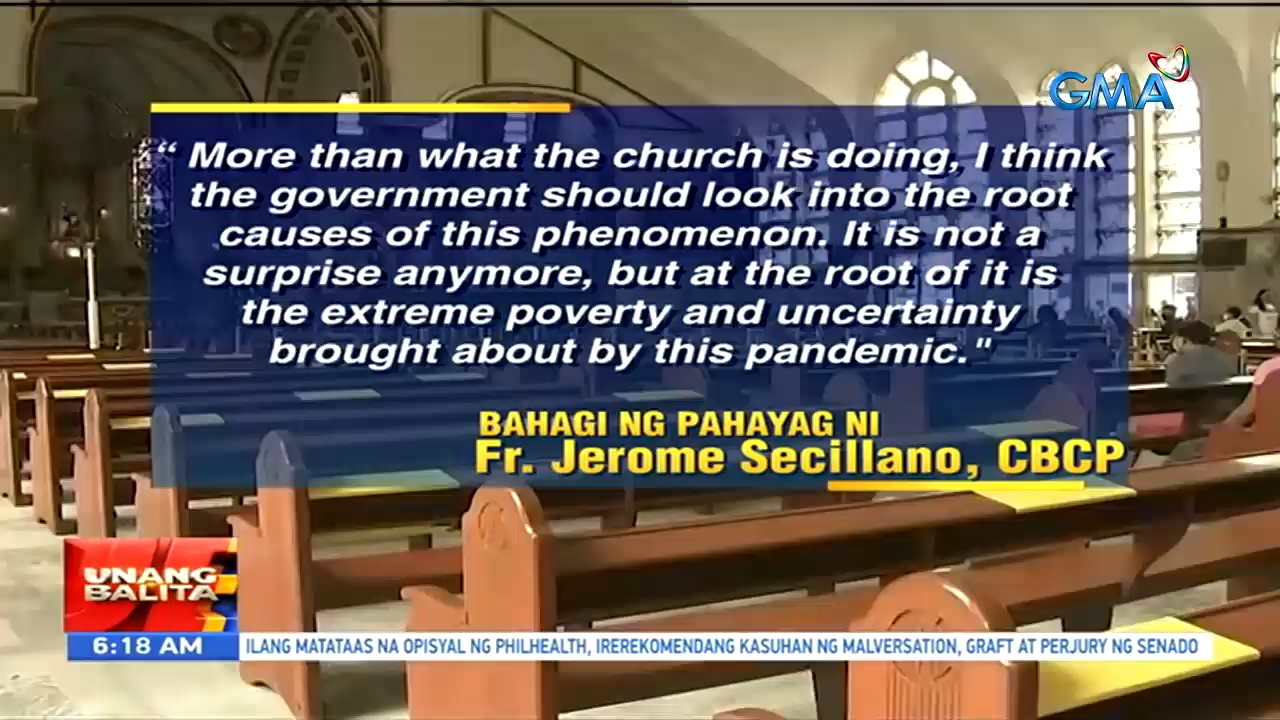 GMA
“ More than what the church is doing, I think
the government should look into the root
causes of this phenomenon. It is not a
surprise anymore, but at the root of it is
the extreme poverty and uncertainty
brought about by this pandemic."
BAHAGI NG PAHAYAG NI
Fr. Jerome Secillano, CBCP
UNANG
BALITA
6:18 AM
ILANG MATATAAS NA OPISYAL NG PHILHEALTH, IREREKOMENDANG KASUHAN NG MALVERSATION, GRAFT AT PERJURY NG SENADO